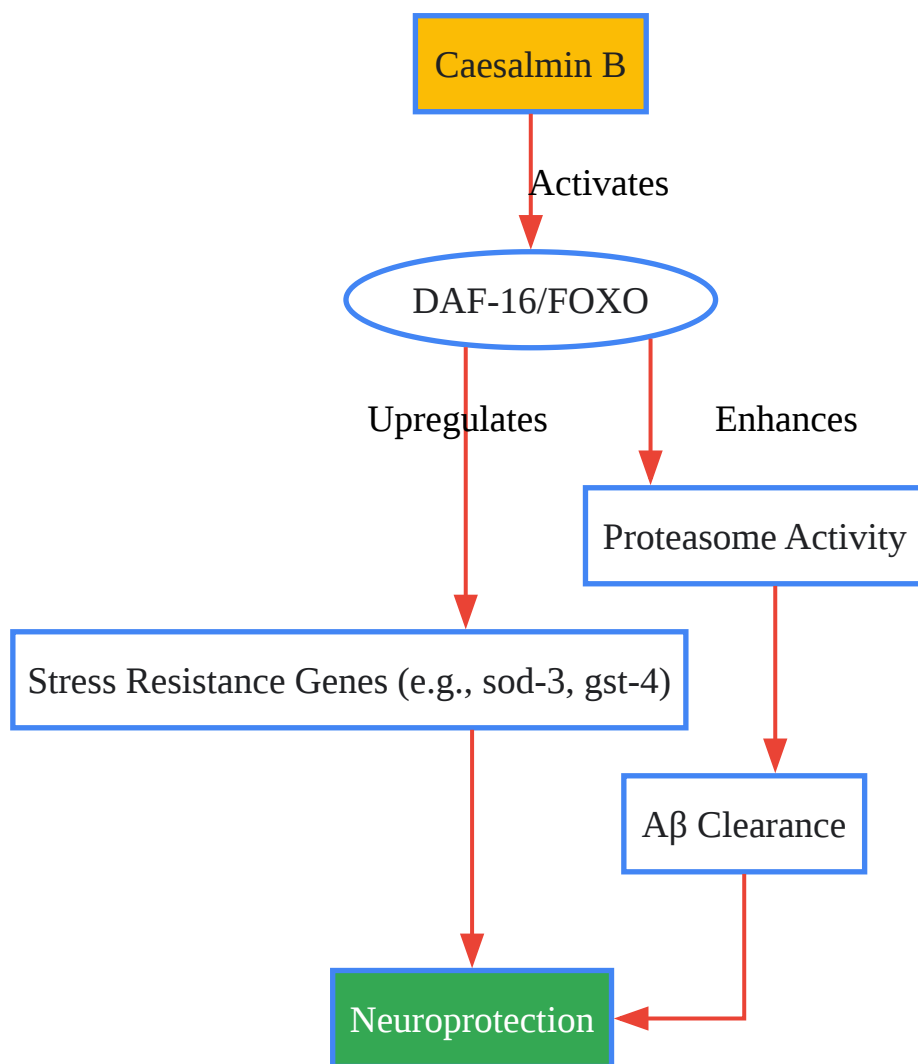 Caesalmin B
Activates
DAF-16/FOXO
Upregulates
Enhances
Proteasome Activity
Stress Resistance Genes (e.g., sod-3, gst-4)
Aβ Clearance
Neuroprotection